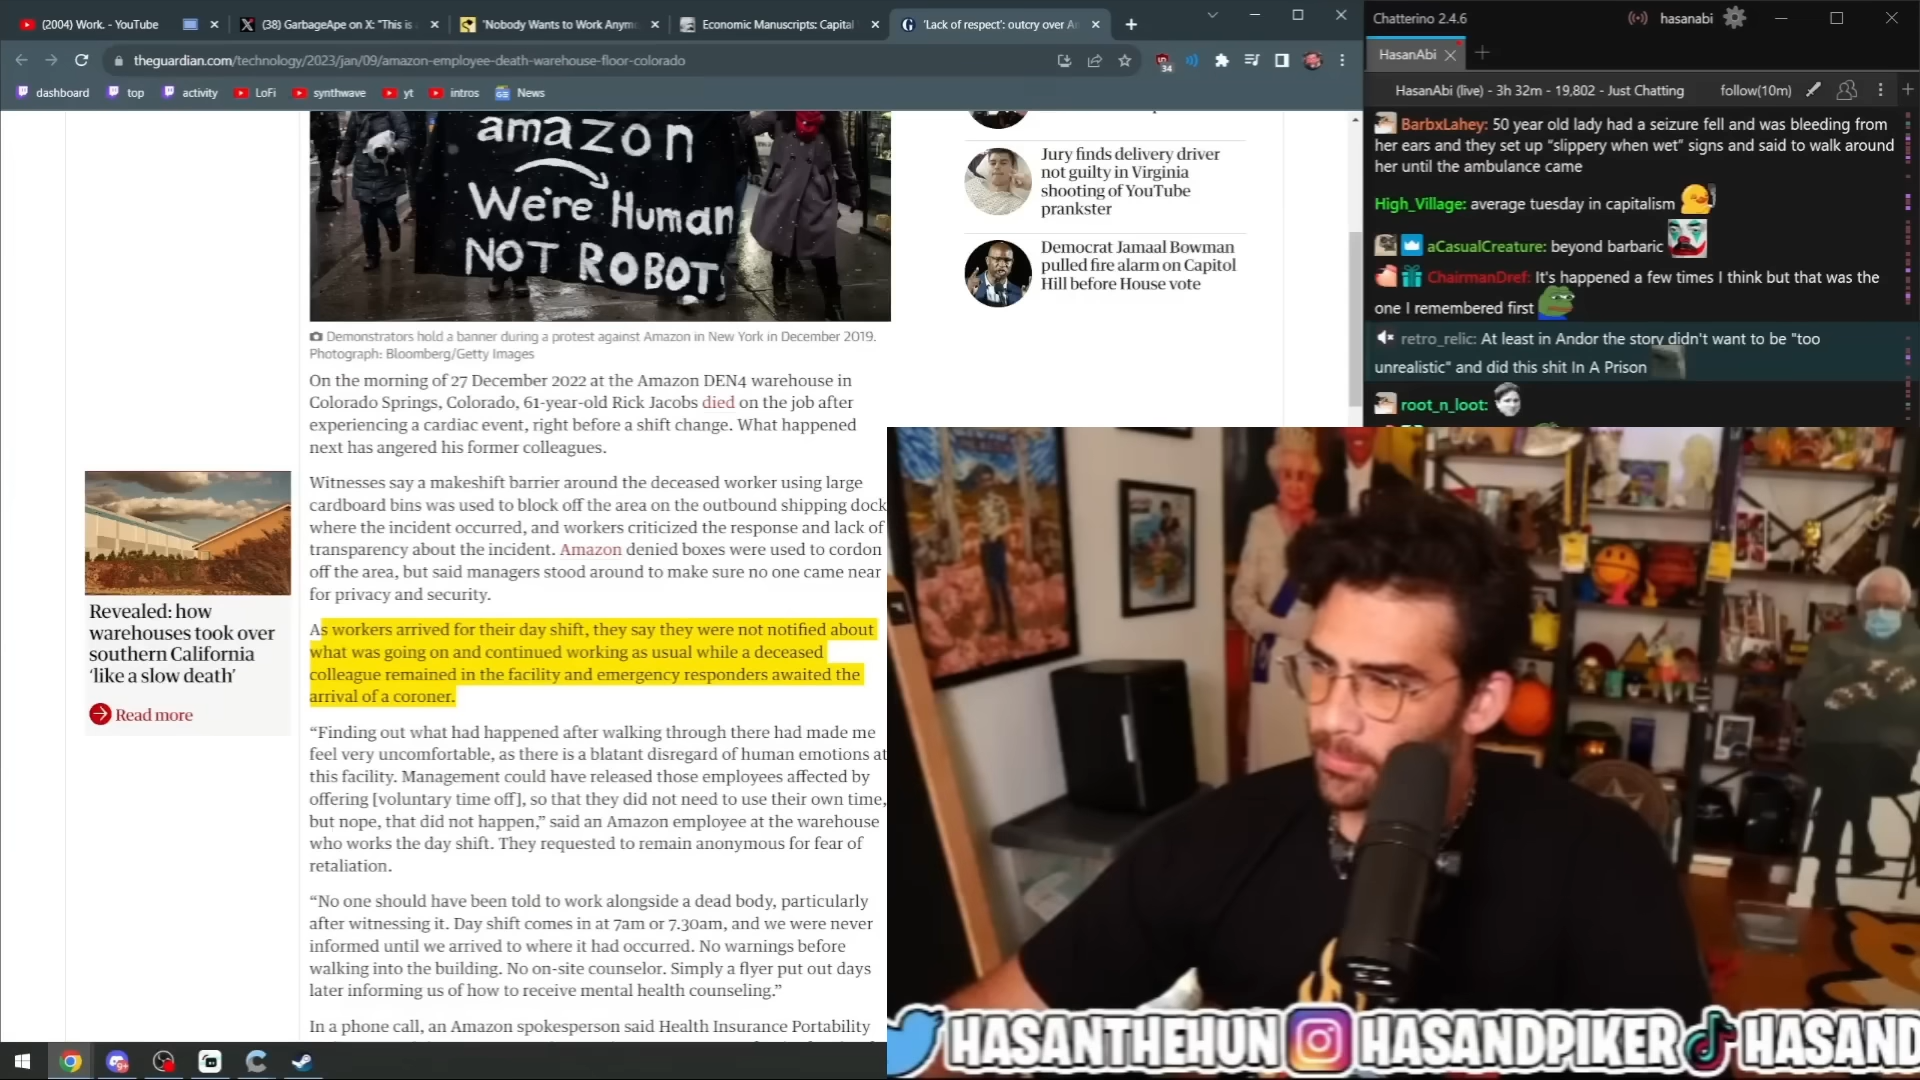 (2004) Work. - YouTube
(38) GarbageApe on X: "This is
"Nobody Wants to Work Anym
Economic Manuscripts: Capital
'Lack of respect': outcry over A
theguardian.com/technology/2023/jan/09/amazon-employee-death-warehouse-floor-colorado
34
dashboard
top
activity
LoFi
synthwave
yt
intros
News
amazon
We're Human
NOT ROBOT
Demonstrators hold a banner during a protest against Amazon in New York in December 2019.
Photograph: Bloomberg/Getty Images
On the morning of 27 December 2022 at the Amazon DEN4 warehouse in
Colorado Springs, Colorado, 61-year-old Rick Jacobs died on the job after
experiencing a cardiac event, right before a shift change. What happened
next has angered his former colleagues.
Witnesses say a makeshift barrier around the deceased worker using large
cardboard bins was used to block off the area on the outbound shipping dock
where the incident occurred, and workers criticized the response and lack of
transparency about the incident. Amazon denied boxes were used to cordon
off the area, but said managers stood around to make sure no one came near
for privacy and security.
As workers arrived for their day shift, they say they were not notified about
what was going on and continued working as usual while a deceased
colleague remained in the facility and emergency responders awaited the
arrival of a coroner.
“Finding out what had happened after walking through there had made me
feel very uncomfortable, as there is a blatant disregard of human emotions at
this facility. Management could have released those employees affected by
offering [voluntary time off], so that they did not need to use their own time,
but nope, that did not happen,” said an Amazon employee at the warehouse
who works the day shift. They requested to remain anonymous for fear of
retaliation.
“No one should have been told to work alongside a dead body, particularly
after witnessing it. Day shift comes in at 7am or 7.30am, and we were never
informed until we arrived to where it had occurred. No warnings before
walking into the building. No on-site counselor. Simply a flyer put out days
later informing us of how to receive mental health counseling.”
In a phone call, an Amazon spokesperson said Health Insurance Portability
Revealed: how
warehouses took over
southern California
‘like a slow death’
Read more
Jury finds delivery driver
not guilty in Virginia
shooting of YouTube
prankster
Democrat Jamaal Bowman
pulled fire alarm on Capitol
Hill before House vote
Chatterino 2.4.6
hasanabi
HasanAbi
HasanAbi (live) - 3h 32m - 19,802 - Just Chatting
follow(10m)
BarbxLahey: 50 year old lady had a seizure fell and was bleeding from
her ears and they set up "slippery when wet" signs and said to walk around
her until the ambulance came
High_Village: average tuesday in capitalism
aCasualCreature: beyond barbaric
ChairmanDref: It's happened a few times I think but that was the
one I remembered first
retro_relic: At least in Andor the story didn't want to be "too
unrealistic" and did this shit In A Prison
root_n_loot:
HASANTHEHUN
HASANDPIKER
HASAND